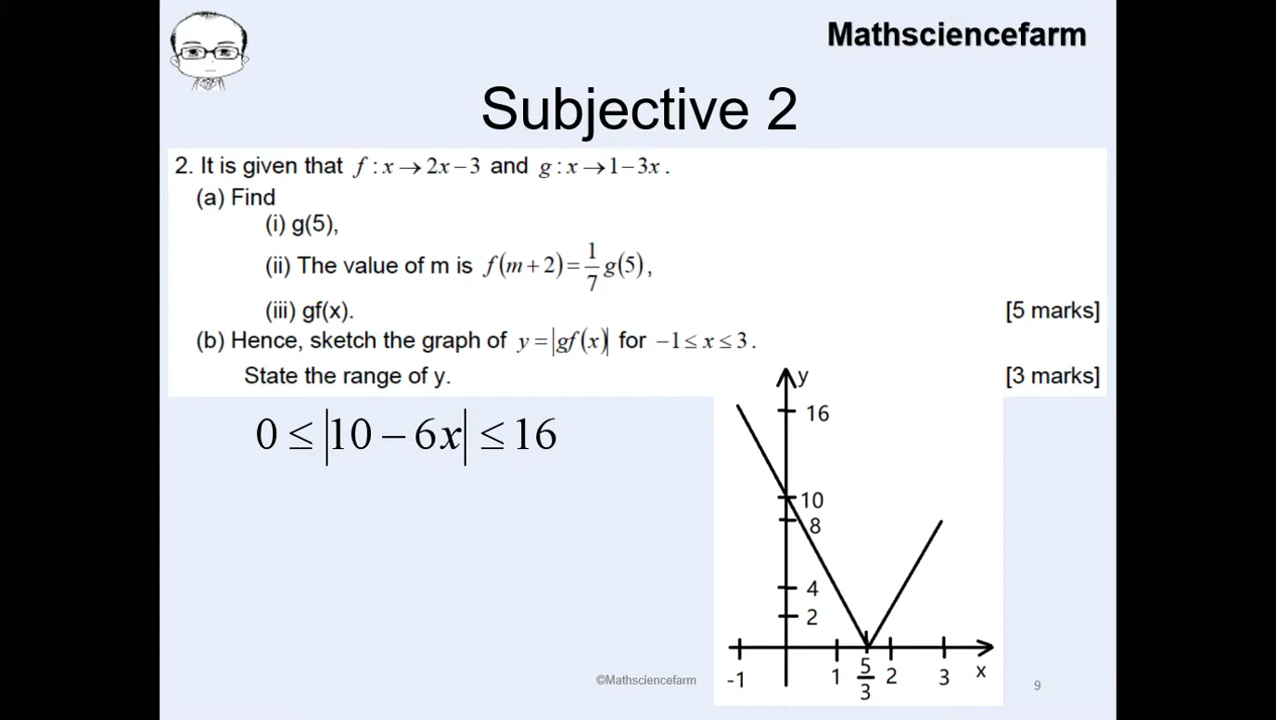 Mathsciencefarm
Subjective 2
2. It is given that f : x → 2x − 3 and g : x → 1 − 3x .
(a) Find
(i) g(5),
(ii) The value of m is f(m + 2) = 1/7 g(5),
(iii) gf(x). [5 marks]
(b) Hence, sketch the graph of y = |gf(x)| for −1 ≤ x ≤ 3 .
State the range of y. [3 marks]
0 ≤ |10 − 6x| ≤ 16
y
16
10
8
4
2
-1 1 5/3 2 3 x
©Mathsciencefarm
9